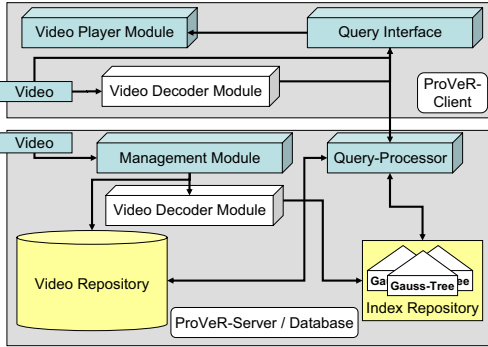 Video Player Module
Query Interface
Video
Video Decoder Module
ProVeR-
Client
Video
Management Module
Query-Processor
Video Decoder Module
Video Repository
Gauss-Tree
Index Repository
ProVeR-Server / Database